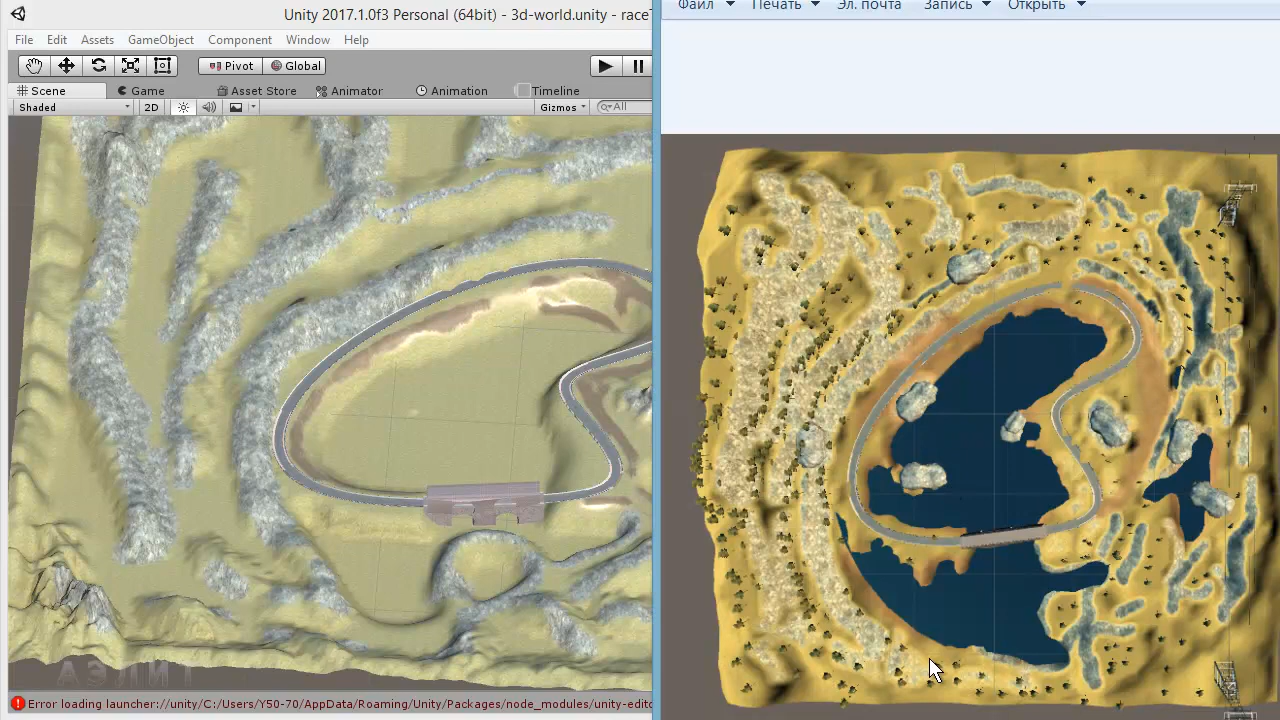 Unity 2017.1.0f3 Personal (64bit) - 3d-world.unity - race
File Edit Assets GameObject Component Window Help
Pivot Global
Scene Game Asset Store Animator Animation Timeline
Shaded 2D Gizmos All
Error loading launcher://unity/C:/Users/Y50-70/AppData/Roaming/Unity/Packages/node_modules/unity-edito
Файл Печать Эл. почта Запись Открыть